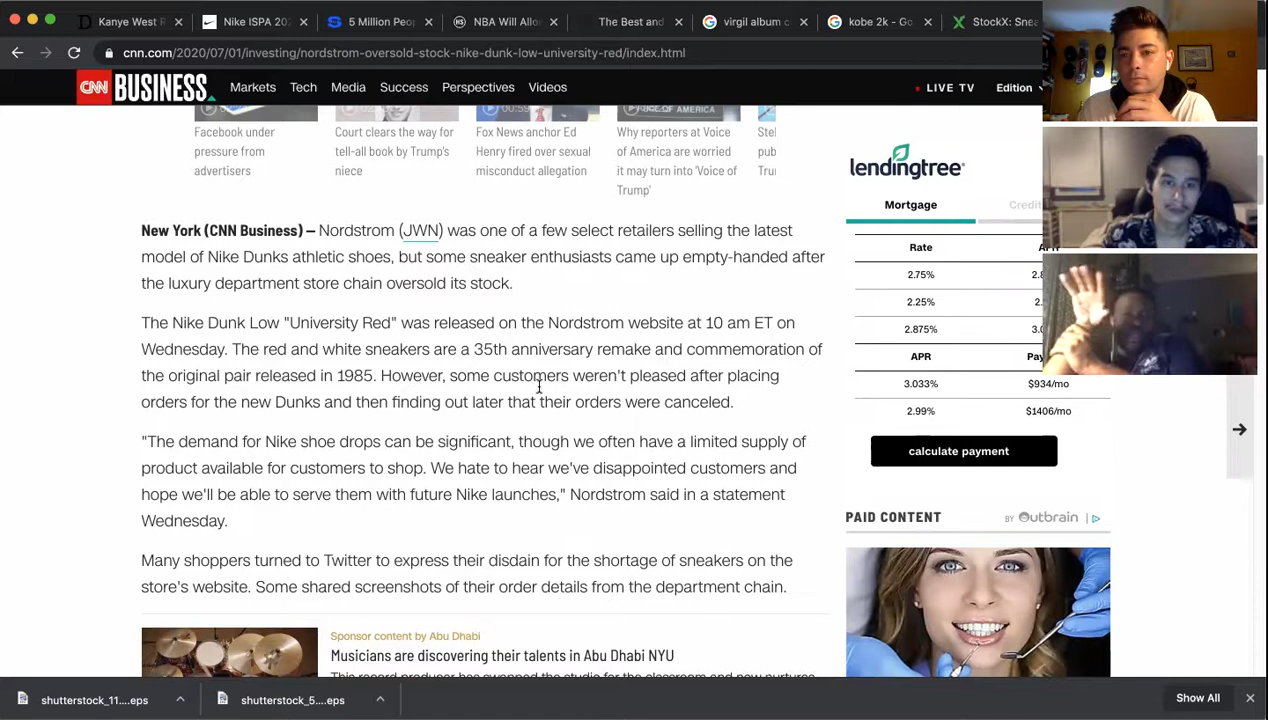 Kanye West R
Nike ISPA 202
5 Million Peop
NBA Will Allo
The Best and
virgil album c
kobe 2k - Go
StockX: Snea
cnn.com/2020/07/01/investing/nordstrom-oversold-stock-nike-dunk-low-university-red/index.html
CNN BUSINESS Markets Tech Media Success Perspectives Videos LIVE TV Edition
Facebook under
pressure from
advertisers
Court clears the way for
tell-all book by Trump's
niece
Fox News anchor Ed
Henry fired over sexual
misconduct allegation
Why reporters at Voice
of America are worried
it may turn into 'Voice of
Trump'
Stel
pub
Tru
New York (CNN Business) – Nordstrom (JWN) was one of a few select retailers selling the latest
model of Nike Dunks athletic shoes, but some sneaker enthusiasts came up empty-handed after
the luxury department store chain oversold its stock.
The Nike Dunk Low "University Red" was released on the Nordstrom website at 10 am ET on
Wednesday. The red and white sneakers are a 35th anniversary remake and commemoration of
the original pair released in 1985. However, some customers weren't pleased after placing
orders for the new Dunks and then finding out later that their orders were canceled.
"The demand for Nike shoe drops can be significant, though we often have a limited supply of
product available for customers to shop. We hate to hear we've disappointed customers and
hope we'll be able to serve them with future Nike launches," Nordstrom said in a statement
Wednesday.
Many shoppers turned to Twitter to express their disdain for the shortage of sneakers on the
store's website. Some shared screenshots of their order details from the department chain.
Sponsor content by Abu Dhabi
Musicians are discovering their talents in Abu Dhabi NYU
lendingtree
Mortgage Credi
Rate AP
2.75% 2.8
2.25% 2.
2.875% 3.0
APR Pay
3.033% $934/mo
2.99% $1406/mo
calculate payment
PAID CONTENT BY Outbrain
shutterstock_11....eps
shutterstock_5....eps
Show All